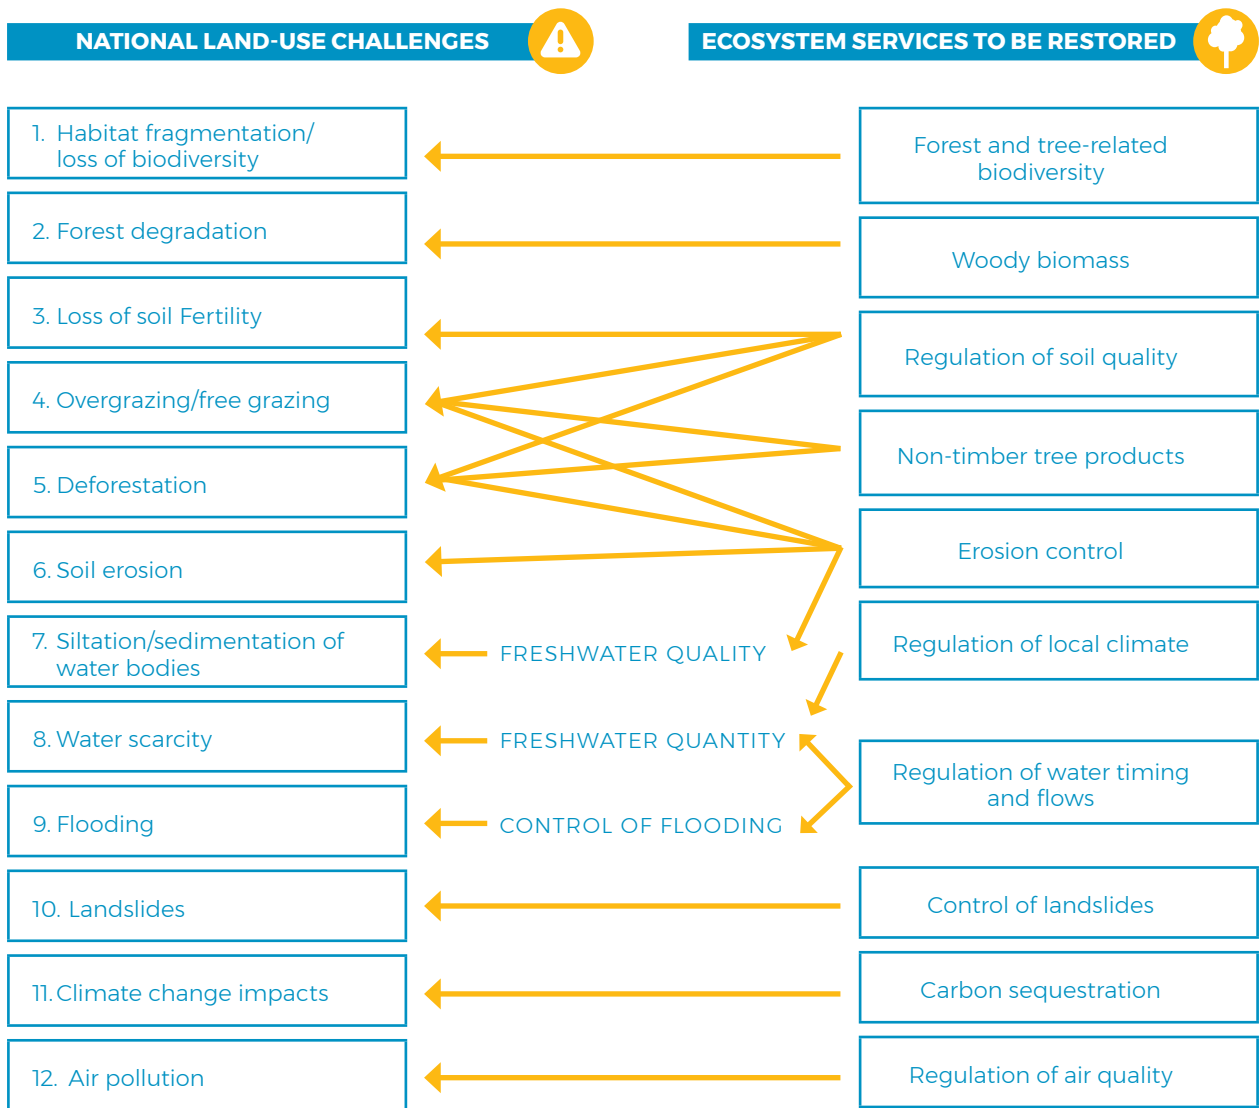 NATIONAL LAND-USE CHALLENGES
ECOSYSTEM SERVICES TO BE RESTORED
1. Habitat fragmentation/
loss of biodiversity
2. Forest degradation
3. Loss of soil Fertility
4. Overgrazing/free grazing
5. Deforestation
6. Soil erosion
7. Siltation/sedimentation of
water bodies
8. Water scarcity
9. Flooding
10. Landslides
11. Climate change impacts
12. Air pollution
FRESHWATER QUALITY
FRESHWATER QUANTITY
CONTROL OF FLOODING
Forest and tree-related
biodiversity
Woody biomass
Regulation of soil quality
Non-timber tree products
Erosion control
Regulation of local climate
Regulation of water timing
and flows
Control of landslides
Carbon sequestration
Regulation of air quality